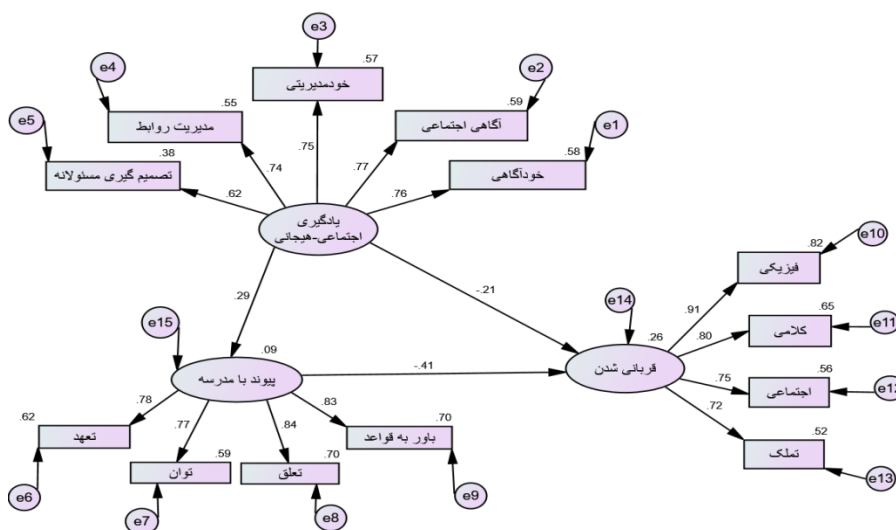 e3
e4
.57
خودمدیریتی
e2
e5
.55
مدیریت روابط
.59
آگاهی اجتماعی
e1
.38
تصمیم گیری مسئولانه
.58
خودآگاهی
.62
.74
.75
.77
.76
یادگیری
اجتماعی-هیجانی
e10
.82
فیزیکی
.29
-.21
e14
.91
.65
کلامی
e11
e15
.26
.80
.09
قربانی شدن
.56
اجتماعی
e12
پیوند با مدرسه
-.41
.75
.72
.62
تعهد
.78
.77
.84
.83
.70
باور به قواعد
.52
تملک
e13
.59
توان
.70
تعلق
e6
e7
e8
e9